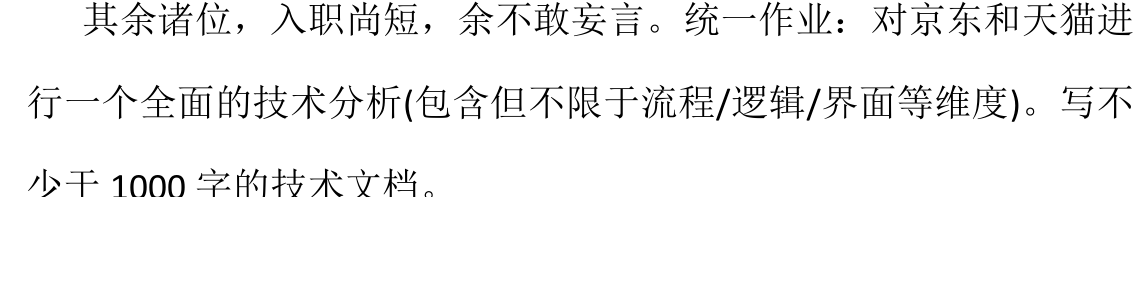 其余诸位，入职尚短，余不敢妄言。统一作业：对京东和天猫进
行一个全面的技术分析(包含但不限于流程/逻辑/界面等维度)。写不
少于 1000 字的技术文档。